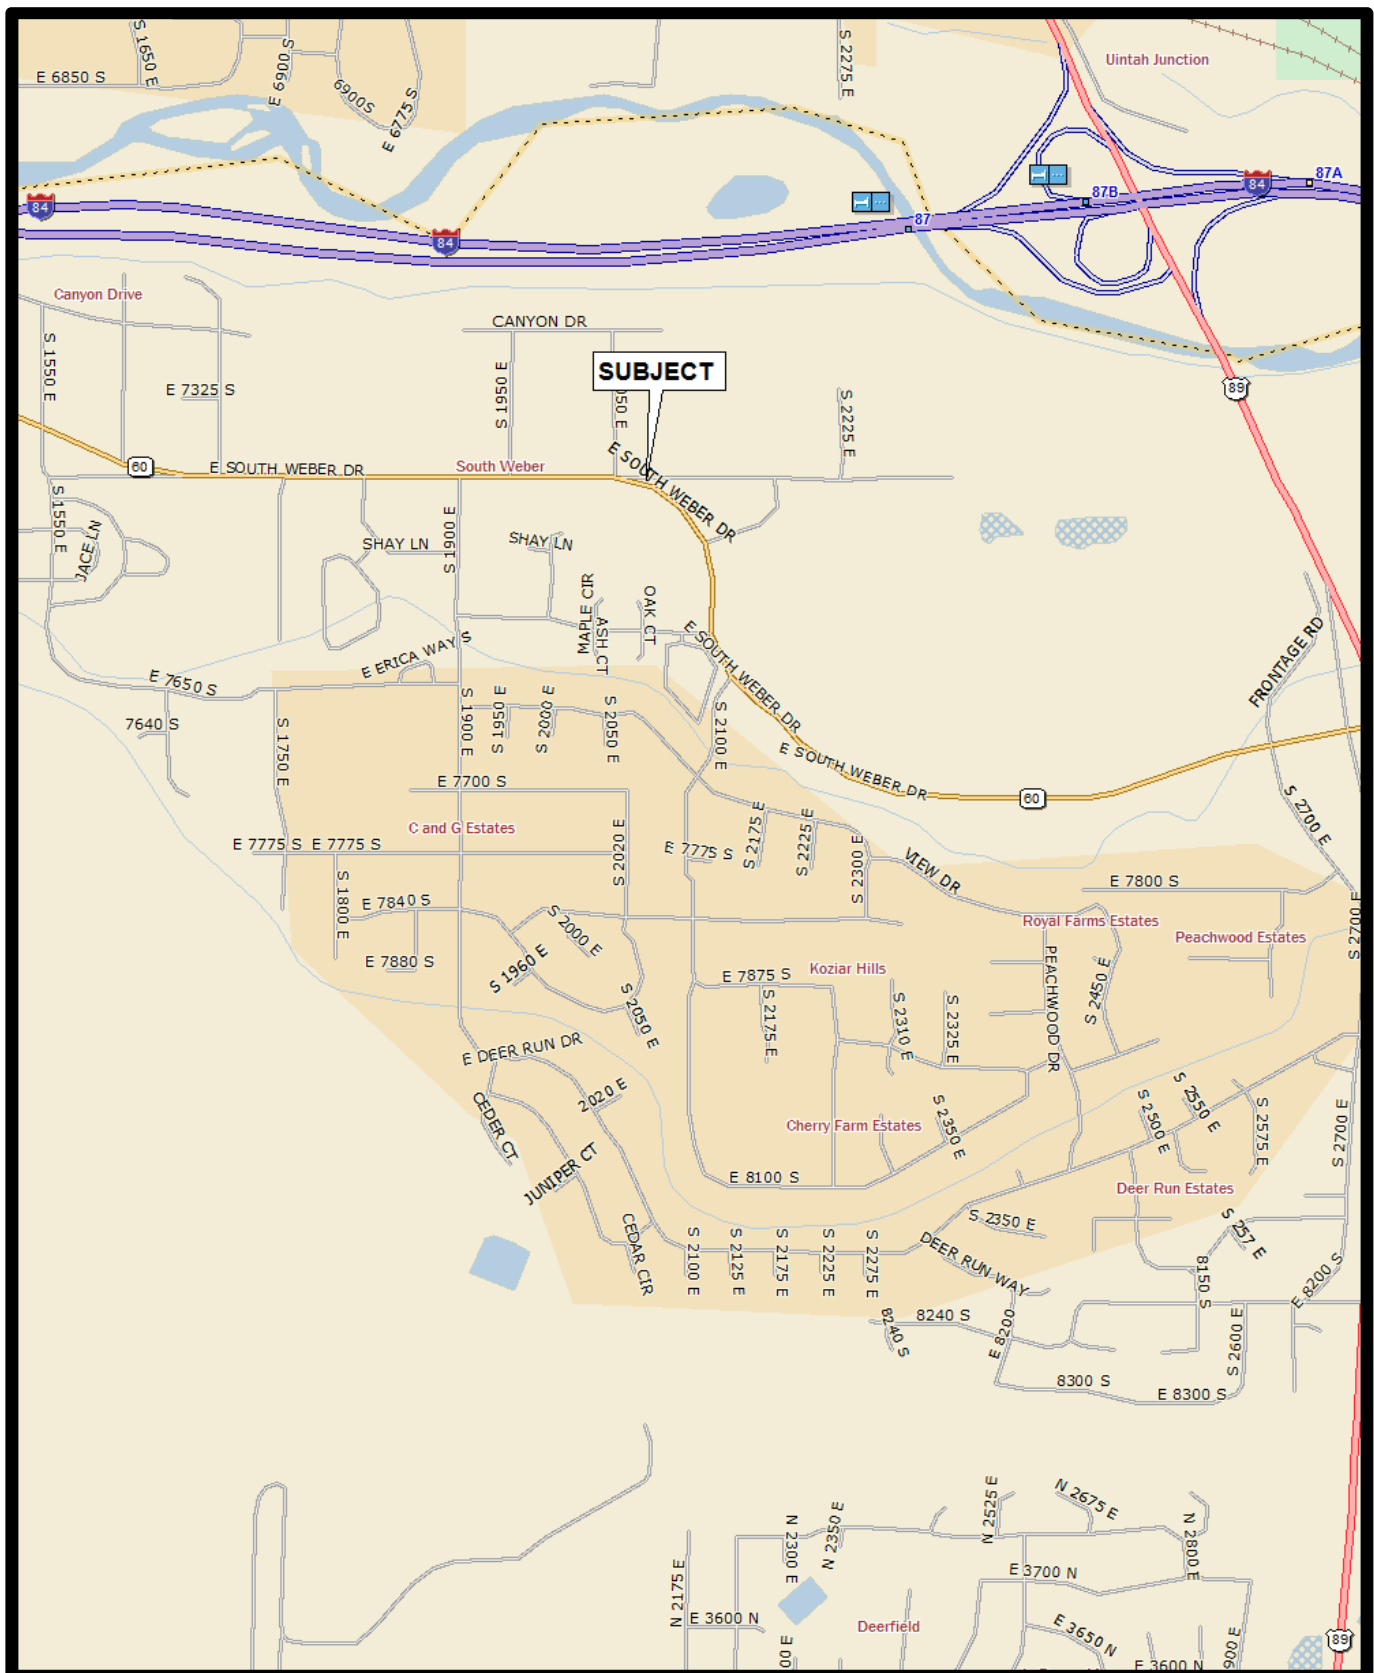 S 1650 E
E 6900 S
S 2275 E
Uintah Junction
E 6850 S
6900S
E 6775 S
84
84
84
87A
87B
87
Canyon Drive
CANYON DR
S 1550 E
S 1950 E
SUBJECT
E 7325 S
050 E
S 2225 E
89
60
E SOUTH WEBER DR
South Weber
E SOUTH WEBER DR
S 1550 E
JACE LN
SHAY LN
S 1900 E
SHAY LN
MAPLE CIR
ASH CT
OAK CT
E SOUTH WEBER DR
FRONTAGE RD
E ERICA WAY S
E 7650 S
7640 S
S 1750 E
S 1900 E
S 1950 E
S 2000 E
S 2050 E
S 2100 E
E SOUTH WEBER DR
60
E 7700 S
S 2700 E
C and G Estates
E 7775 S
E 7775 S
S 2020 E
E 7775 S
S 2175 E
S 2225 E
S 2300 E
VIEW DR
E 7800 S
S 1800 E
E 7840 S
S 2000 E
Royal Farms Estates
Peachwood Estates
S 2700 E
E 7880 S
S 1960 E
E 7875 S
Koziar Hills
PEACHWOOD DR
S 2450 E
S 2050 E
S 2175 E
S 2310 E
S 2325 E
E DEER RUN DR
2020 E
CEDER CT
JUNIPER CT
Cherry Farm Estates
S 2350 E
S 2500 E
S 2550 E
S 2575 E
S 2700 E
E 8100 S
Deer Run Estates
CEDAR CIR
S 2100 E
S 2125 E
S 2175 E
S 2225 E
S 2275 E
S 2350 E
DEER RUN WAY
S 257 E
8150 S
E 8200 S
8240 S
8240 S
E 8200
S 2600 E
8300 S
E 8300 S
N 2175 E
N 2300 E
N 2350 E
N 2525 E
N 2675 E
N 2800 E
E 3700 N
E 3600 N
Deerfield
E 3650 N
00 E
900 E
E 3600 N
89